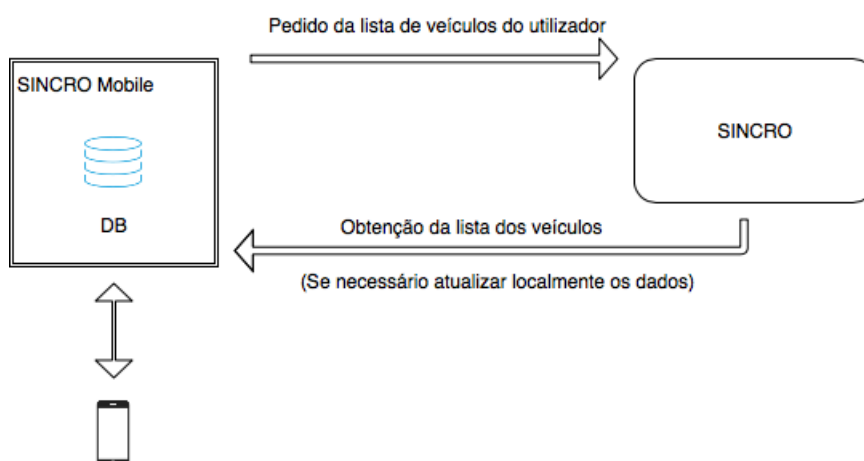 Pedido da lista de veículos do utilizador
SINCRO Mobile
SINCRO
DB
Obtenção da lista dos veículos
(Se necessário atualizar localmente os dados)